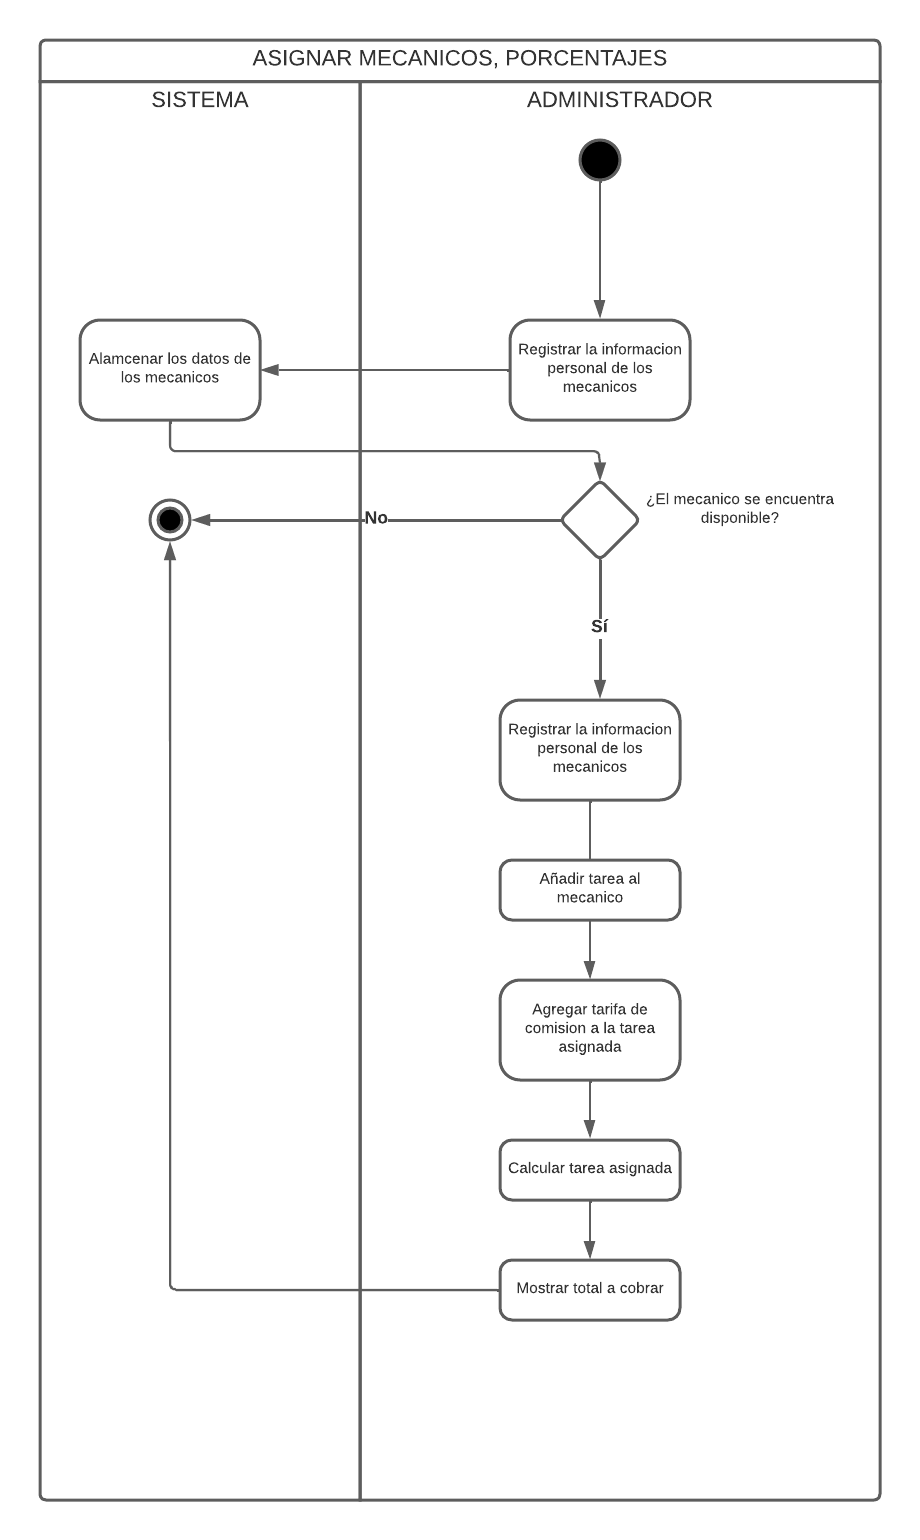 ASIGNAR MECANICOS, PORCENTAJES
SISTEMA
ADMINISTRADOR
Registrar la informacion
personal de los
mecanicos
Alamcenar los datos de
los mecanicos
¿El mecanico se encuentra
disponible?
No
Sí
Registrar la informacion
personal de los
mecanicos
Añadir tarea al
mecanico
Agregar tarifa de
comision a la tarea
asignada
Calcular tarea asignada
Mostrar total a cobrar